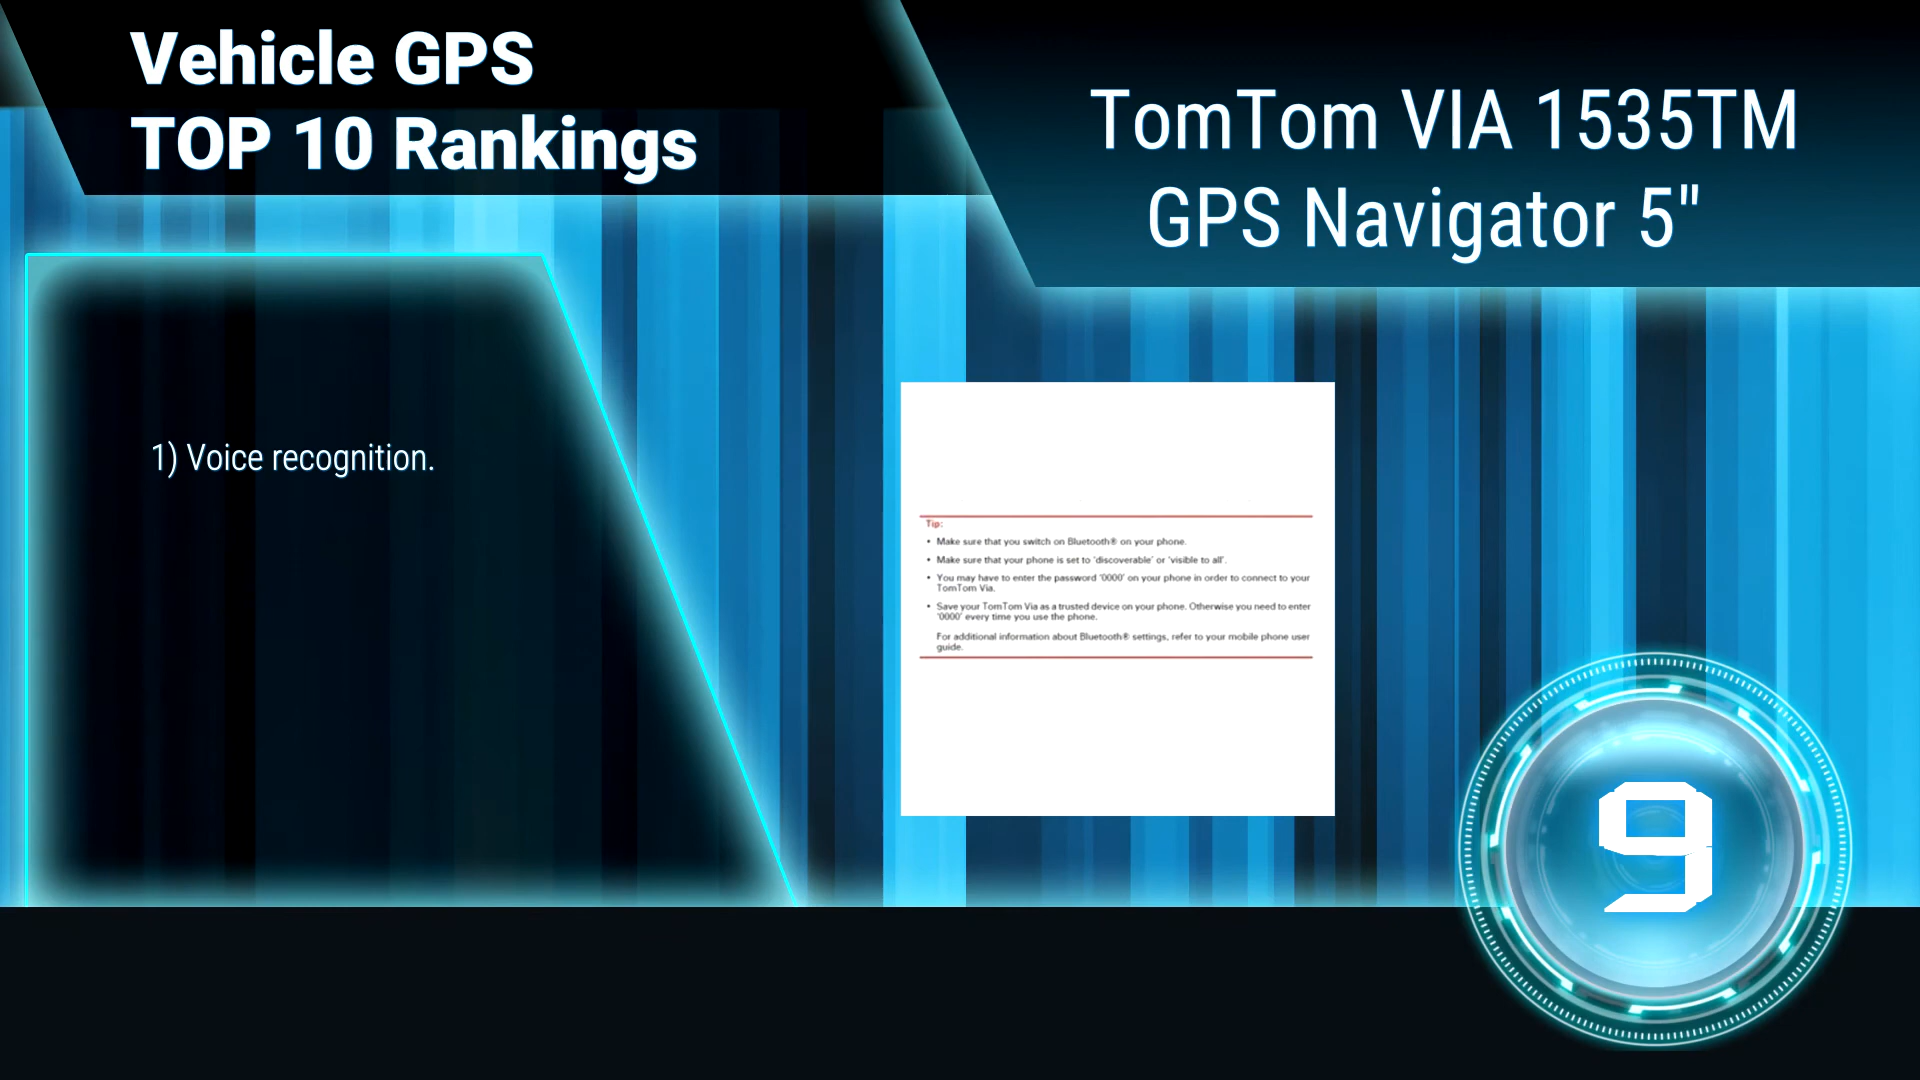 Vehicle GPS
TOP 10 Rankings
TomTom VIA 1535TM
GPS Navigator 5"
1) Voice recognition.
Tip:
• Make sure that you switch on Bluetooth® on your phone.
• Make sure that your phone is set to 'discoverable' or 'visible to all'.
• You may have to enter the password '0000' on your phone in order to connect to your
TomTom Via.
• Save your TomTom Via as a trusted device on your phone. Otherwise you need to enter
'0000' every time you use the phone.
For additional information about Bluetooth® settings, refer to your mobile phone user
guide.
9